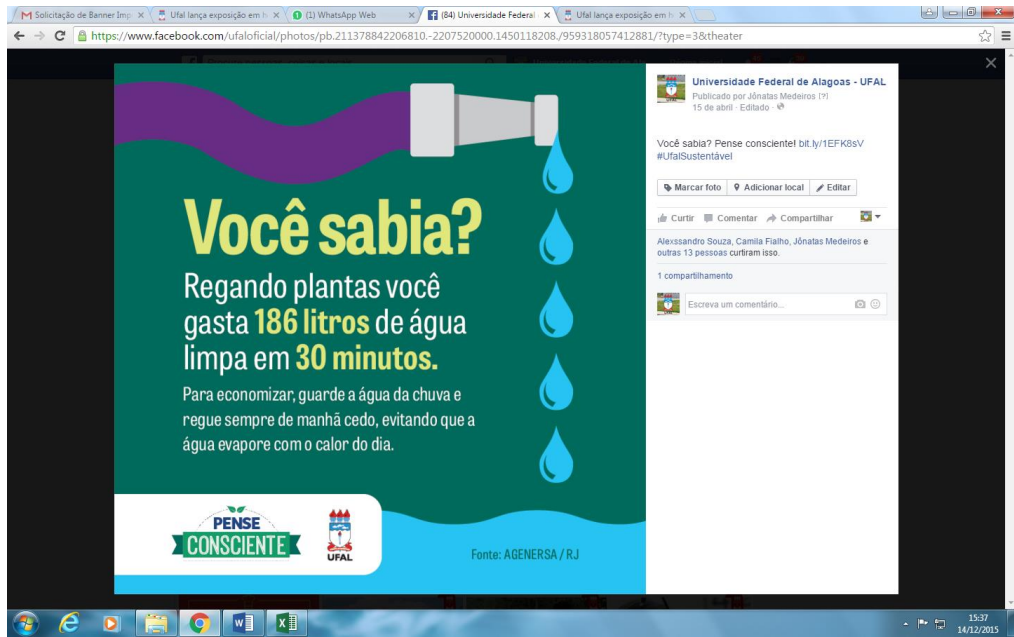 Solicitação de Banner Imp
Ufal lança exposição em h
(1) WhatsApp Web
(84) Universidade Federal
Ufal lança exposição em h
https://www.facebook.com/ufaloficial/photos/pb.211378842206810.-2207520000.1450118208./959318057412881/?type=3&theater
Você sabia?
Regando plantas você
gasta 186 litros de água
limpa em 30 minutos.
Para economizar, guarde a água da chuva e
regue sempre de manhã cedo, evitando que a
água evapore com o calor do dia.
PENSE
CONSCIENTE
UFAL
Fonte: AGENERSA / RJ
Universidade Federal de Alagoas - UFAL
Publicado por Jônatas Medeiros [?]
15 de abril · Editado ·
Você sabia? Pense consciente! bit.ly/1EFK8sV
#UfalSustentável
Marcar foto
Adicionar local
Editar
Curtir Comentar Compartilhar
Alexssandro Souza, Camila Fialho, Jônatas Medeiros e
outras 13 pessoas curtiram isso.
1 compartilhamento
Escreva um comentário...
15:37
14/12/2015